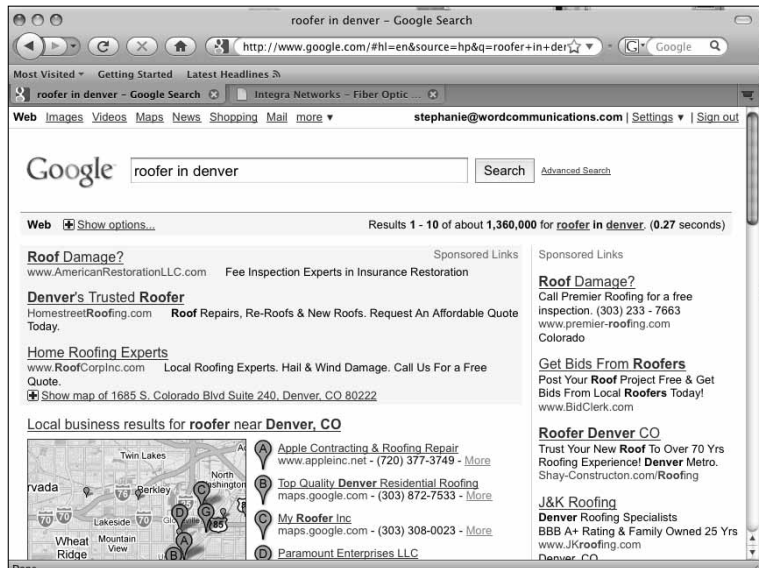 roofer in denver – Google Search
http://www.google.com/#hl=en&source=hp&q=roofer+in+der
Google
Most Visited
Getting Started
Latest Headlines
roofer in denver – Google Search
Integra Networks – Fiber Optic ...
Web Images Videos Maps News Shopping Mail more ▼
stephanie@wordcommunications.com | Settings ▼ | Sign out
Google
roofer in denver
Search
Advanced Search
Web + Show options...
Results 1 - 10 of about 1,360,000 for roofer in denver. (0.27 seconds)
Sponsored Links
Roof Damage?
www.AmericanRestorationLLC.com Fee Inspection Experts in Insurance Restoration
Denver's Trusted Roofer
HomestreetRoofing.com Roof Repairs, Re-Roofs & New Roofs. Request An Affordable Quote
Today.
Home Roofing Experts
www.RoofCorpInc.com Local Roofing Experts. Hail & Wind Damage. Call Us For a Free
Quote.
+ Show map of 1685 S. Colorado Blvd Suite 240, Denver, CO 80222
Local business results for roofer near Denver, CO
Twin Lakes
rvada
Berkley
North
Washington
76
70
70
Lakeside
285
Wheat
Ridge
Mountain
View
A
B
C
D
G
A Apple Contracting & Roofing Repair
www.appleinc.net - (720) 377-3749 - More
B Top Quality Denver Residential Roofing
maps.google.com - (303) 872-7533 - More
C My Roofer Inc
maps.google.com - (303) 308-0023 - More
D Paramount Enterprises LLC
Sponsored Links
Roof Damage?
Call Premier Roofing for a free
inspection. (303) 233 - 7663
www.premier-roofing.com
Colorado
Get Bids From Roofers
Post Your Roof Project Free & Get
Bids From Local Roofers Today!
www.BidClerk.com
Roofer Denver CO
Trust Your New Roof To Over 70 Yrs
Roofing Experience! Denver Metro.
Shay-Constructon.com/Roofing
J&K Roofing
Denver Roofing Specialists
BBB A+ Rating & Family Owned 25 Yrs
www.JKroofing.com
Denver, CO
Done